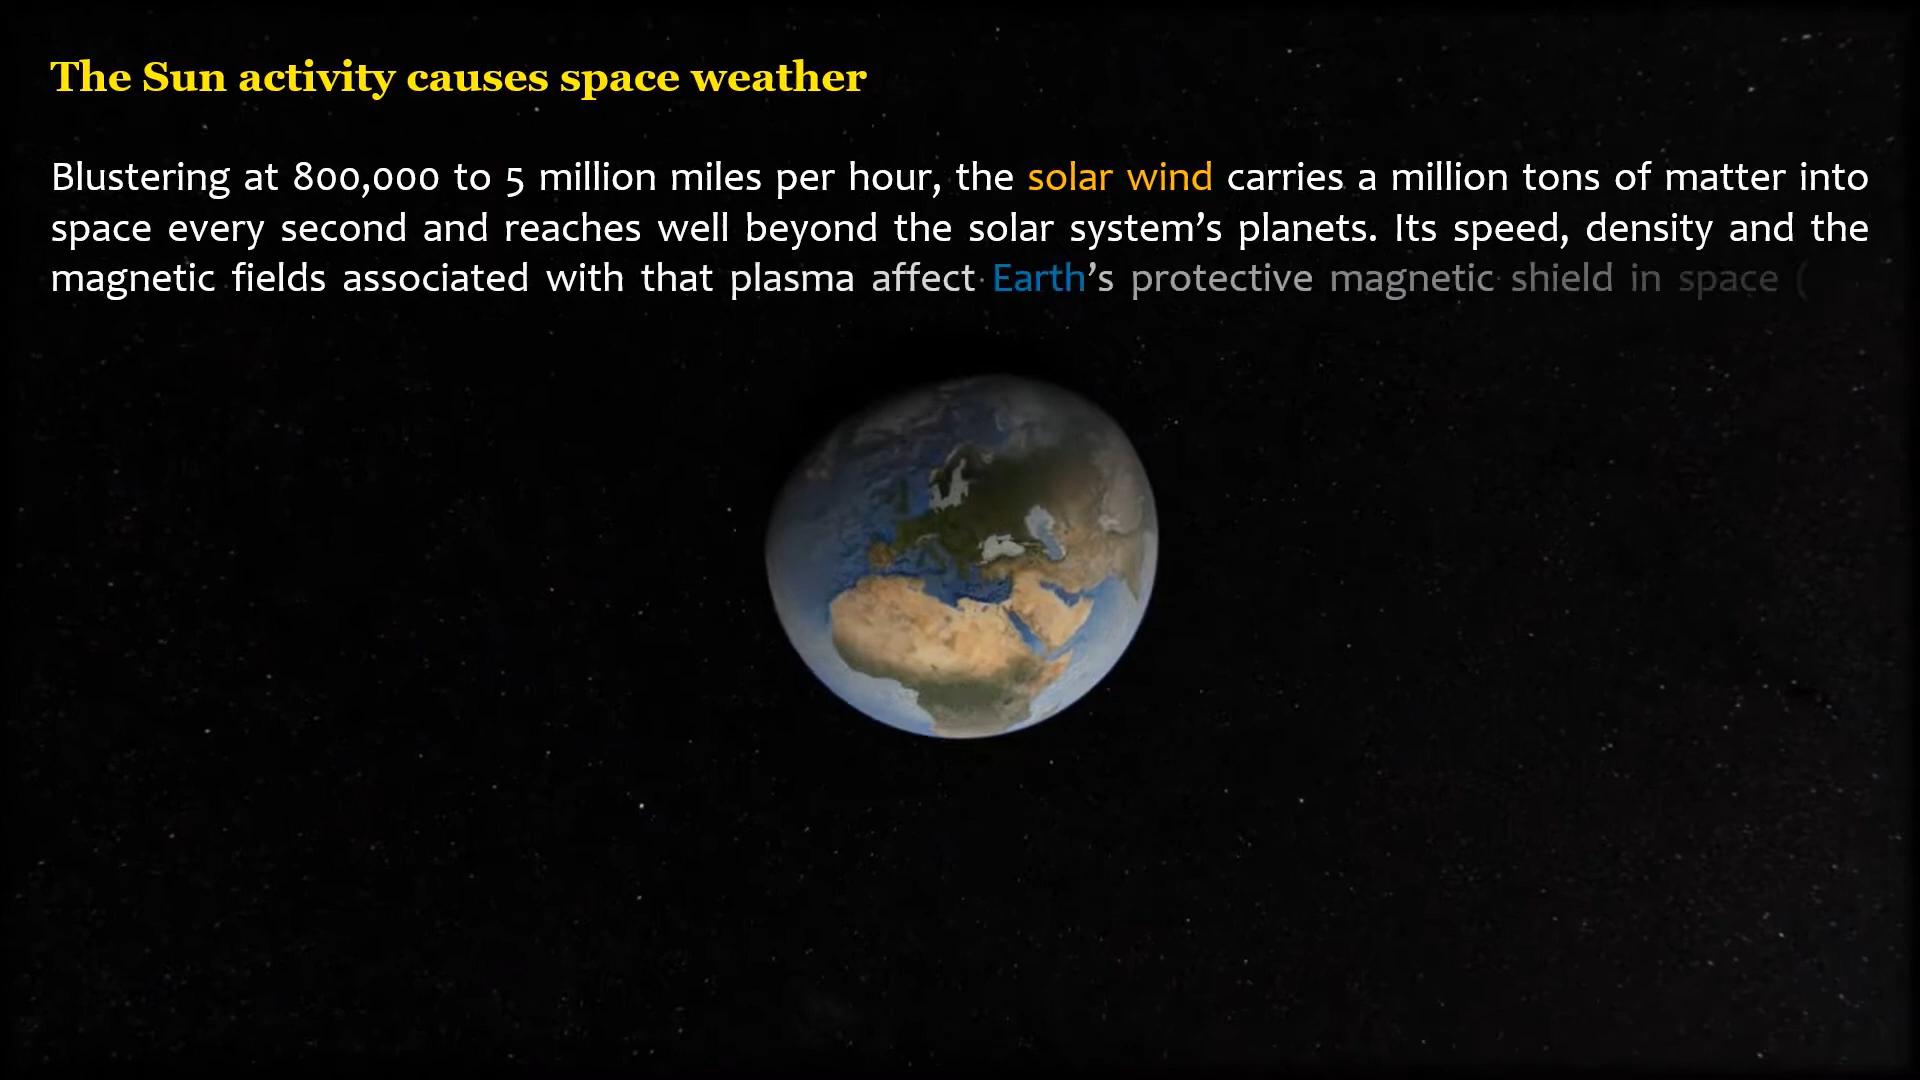 The Sun activity causes space weather
Blustering at 800,000 to 5 million miles per hour, the solar wind carries a million tons of matter into
space every second and reaches well beyond the solar system’s planets. Its speed, density and the
magnetic fields associated with that plasma affect Earth’s protective magnetic shield in space (